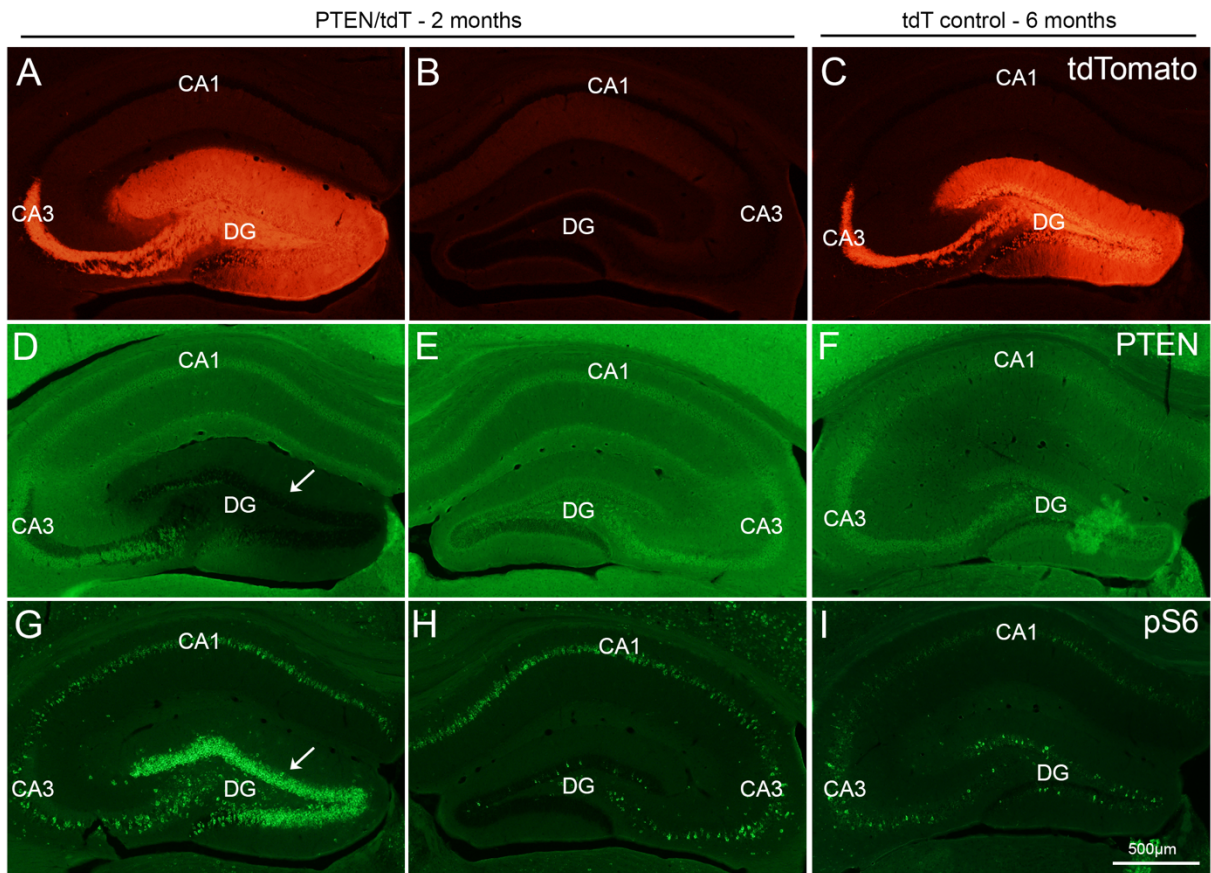 PTEN/tdT - 2 months
tdT control - 6 months
A
CA1
CA3
DG
B
CA1
DG
CA3
C
tdTomato
CA1
CA3
DG
D
CA1
CA3
DG
E
CA1
DG
CA3
F
PTEN
CA1
CA3
DG
G
CA1
CA3
DG
H
CA1
DG
CA3
I
pS6
CA1
CA3
DG
500µm